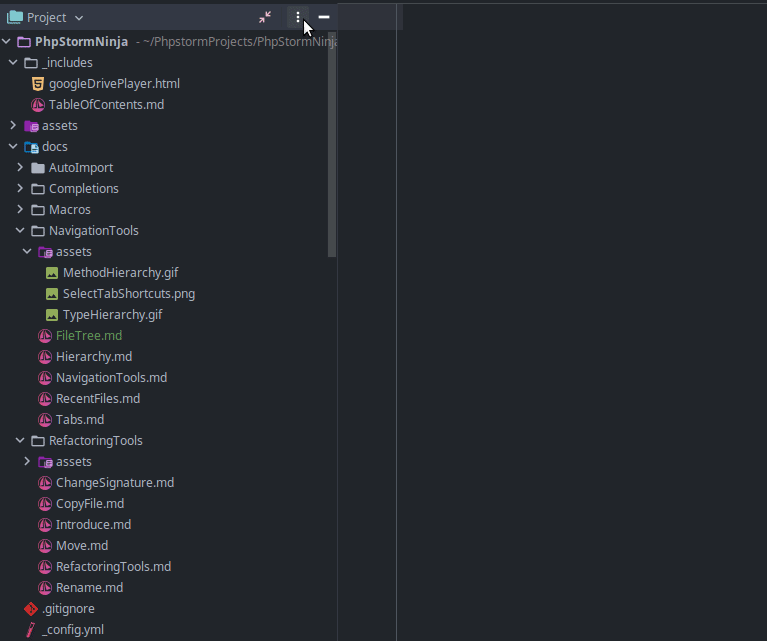 Project
PhpStormNinja - ~/PhpstormProjects/PhpStormNinja
_includes
googleDrivePlayer.html
TableOfContents.md
assets
docs
AutoImport
Completions
Macros
NavigationTools
assets
MethodHierarchy.gif
SelectTabShortcuts.png
TypeHierarchy.gif
FileTree.md
Hierarchy.md
NavigationTools.md
RecentFiles.md
Tabs.md
RefactoringTools
assets
ChangeSignature.md
CopyFile.md
Introduce.md
Move.md
RefactoringTools.md
Rename.md
.gitignore
_config.yml